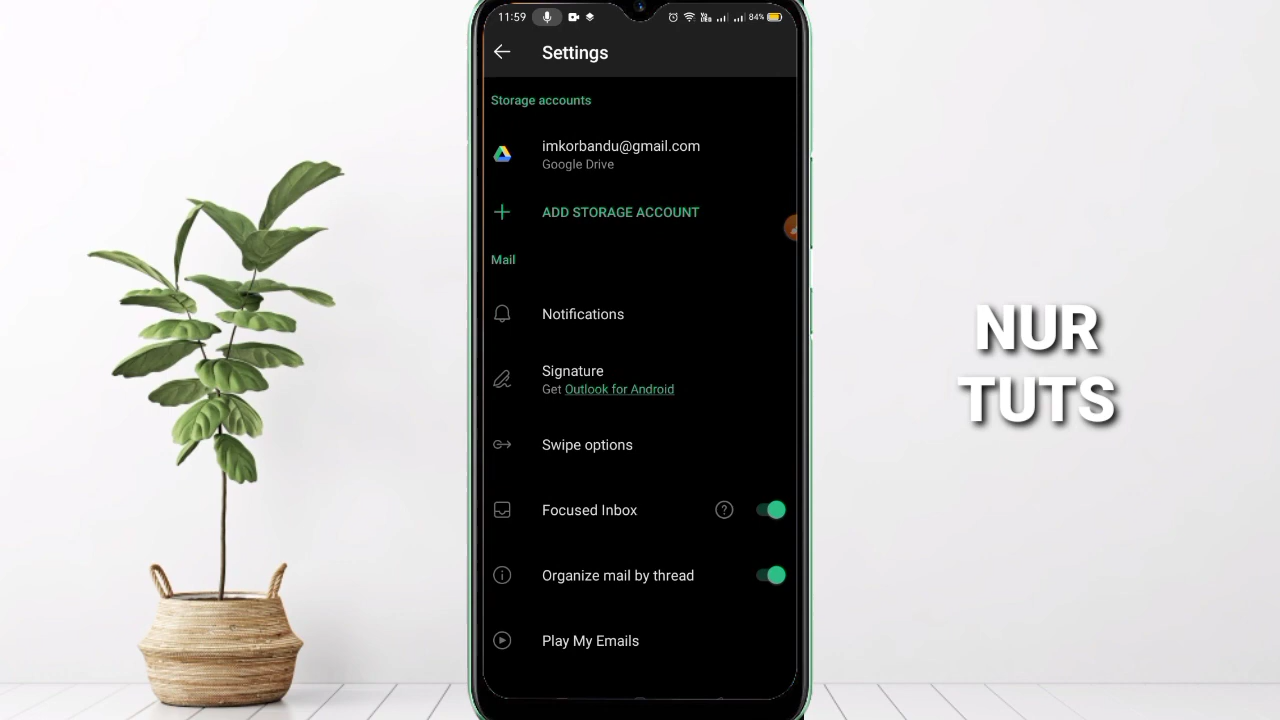 11:59
84%
Settings
Storage accounts
imkorbandu@gmail.com
Google Drive
ADD STORAGE ACCOUNT
Mail
Notifications
Signature
Get Outlook for Android
Swipe options
Focused Inbox
?
Organize mail by thread
Play My Emails
NUR
TUTS